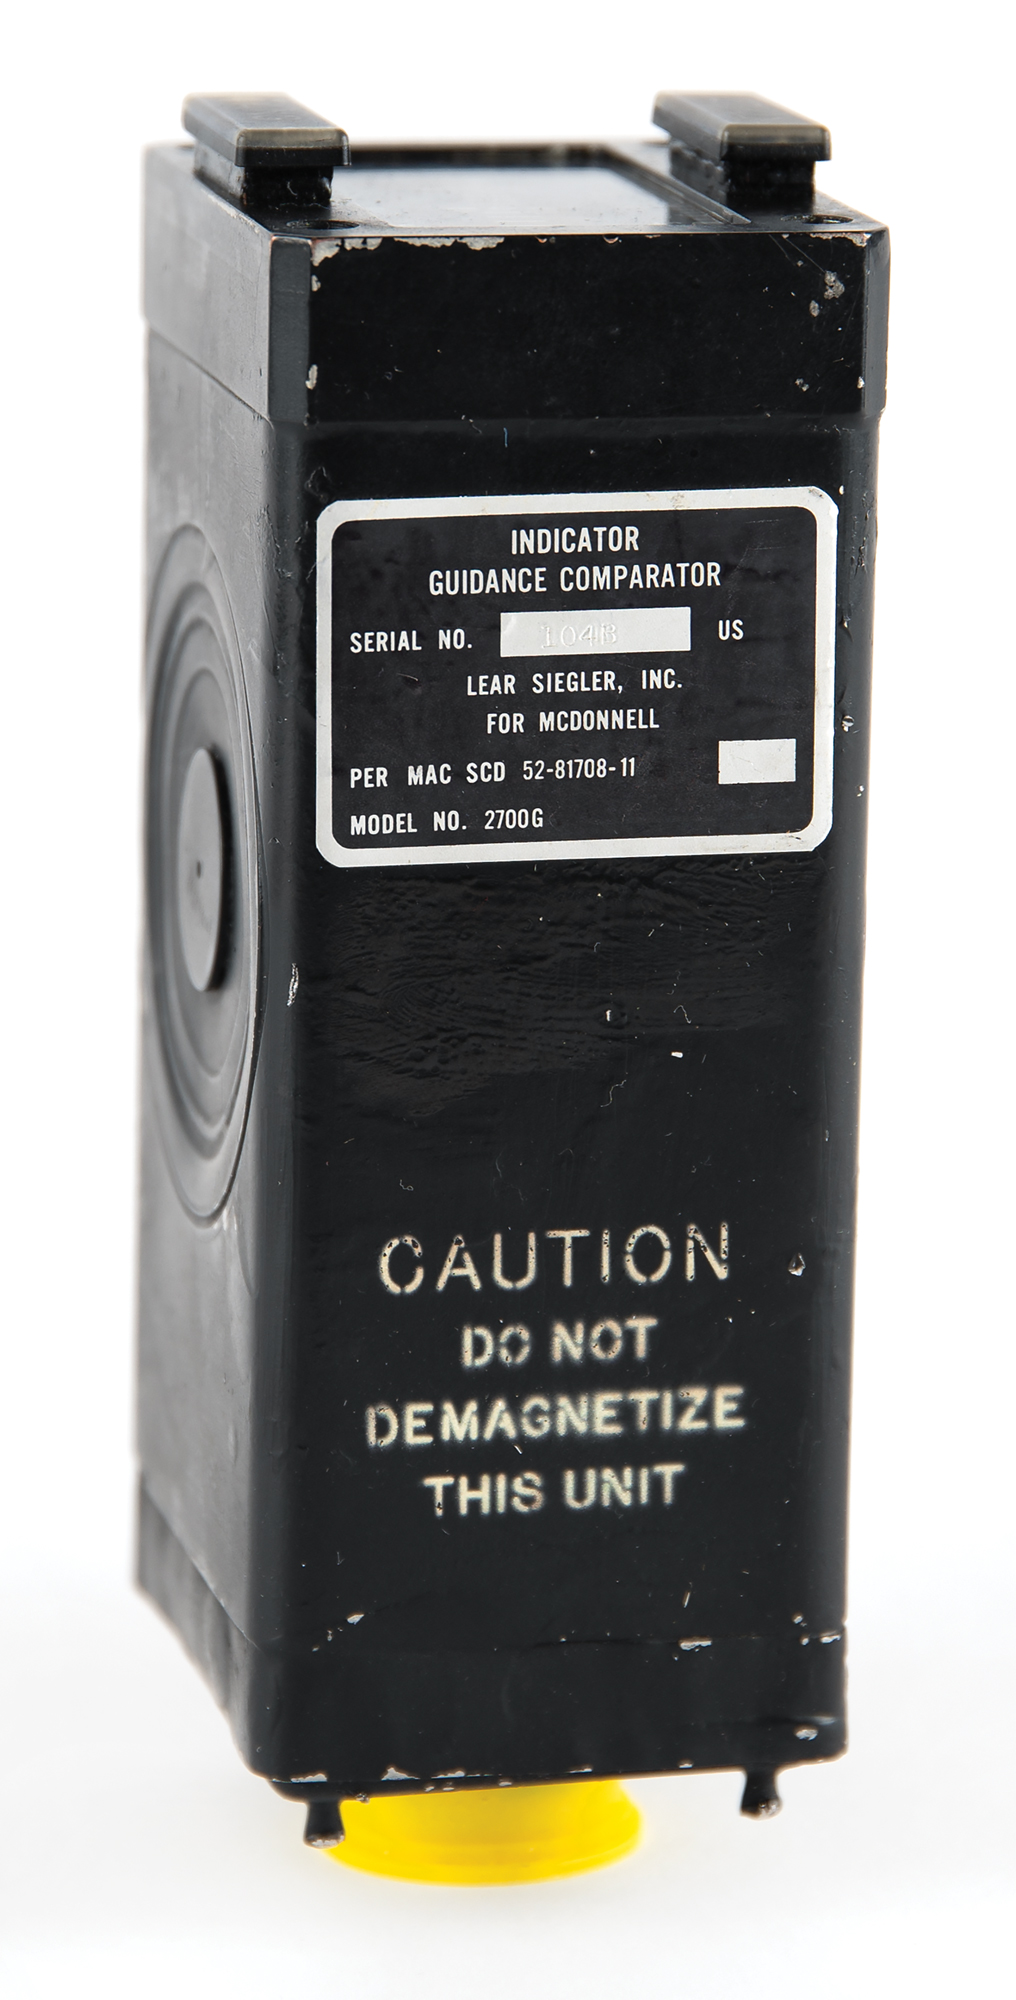 INDICATOR
GUIDANCE COMPARATOR
SERIAL NO. 104B US
LEAR SIEGLER, INC.
FOR MCDONNELL
PER MAC SCD 52-81708-11
MODEL NO. 2700G
CAUTION
DO NOT
DEMAGNETIZE
THIS UNIT